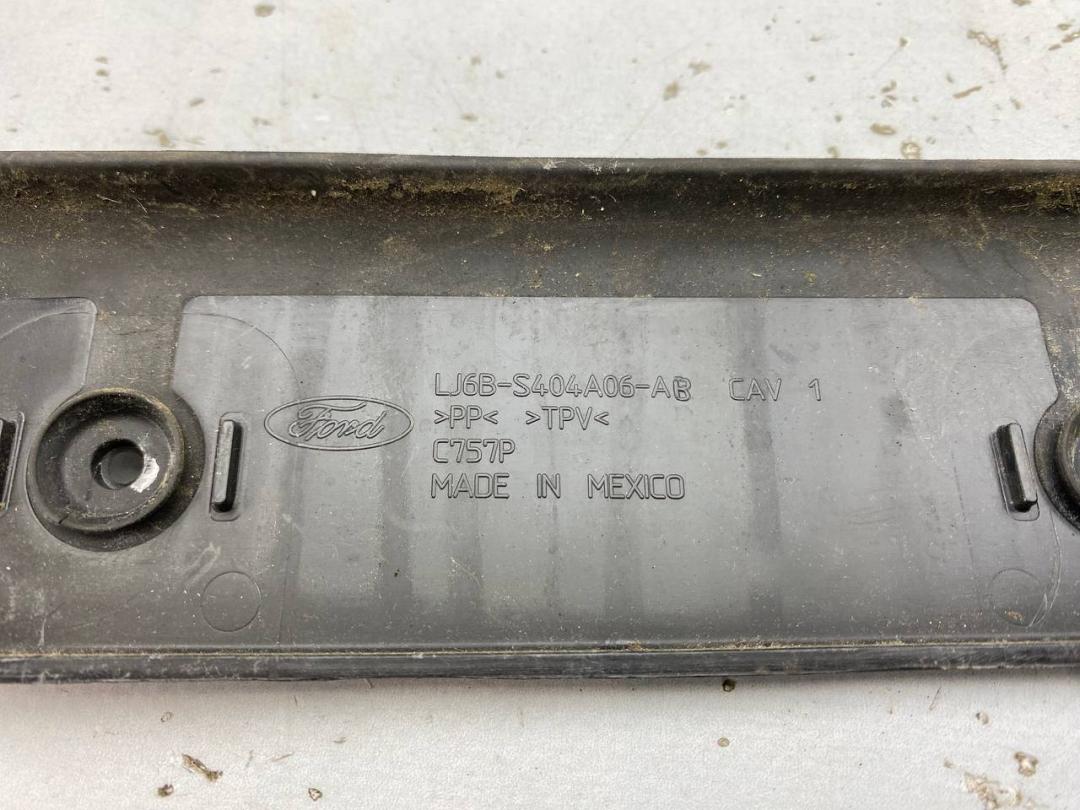 LJ6B-S404A06-AB CAV 1
Ford
>PP< >TPV<
C757P
MADE IN MEXICO